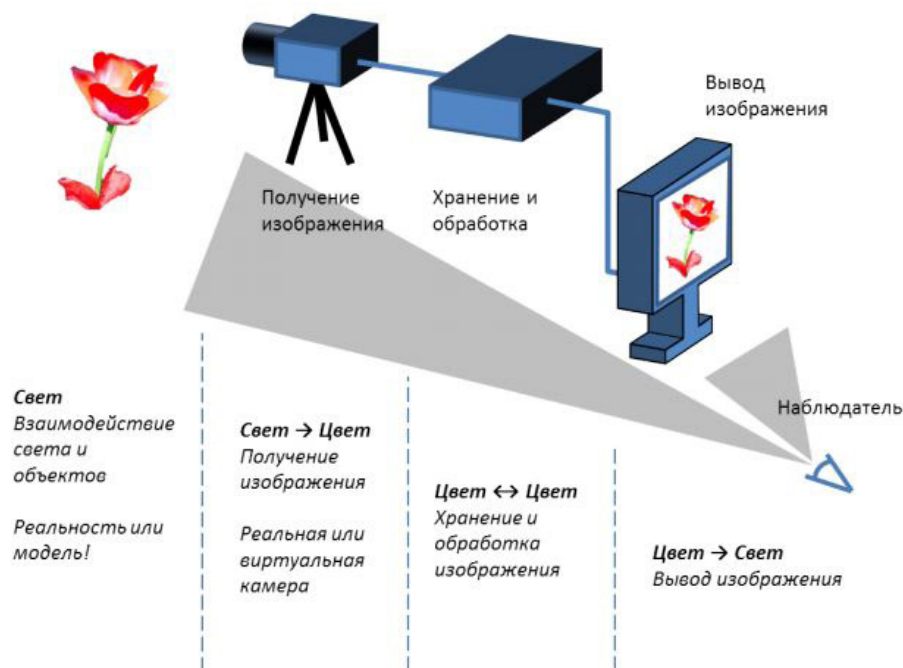 Вывод
изображения
Получение
изображения
Хранение и
обработка
Наблюдатель
Свет
Взаимодействие
света и
объектов
Реальность или
модель!
Свет → Цвет
Получение
изображения
Реальная или
виртуальная
камера
Цвет ↔ Цвет
Хранение и
обработка
изображения
Цвет → Свет
Вывод изображения